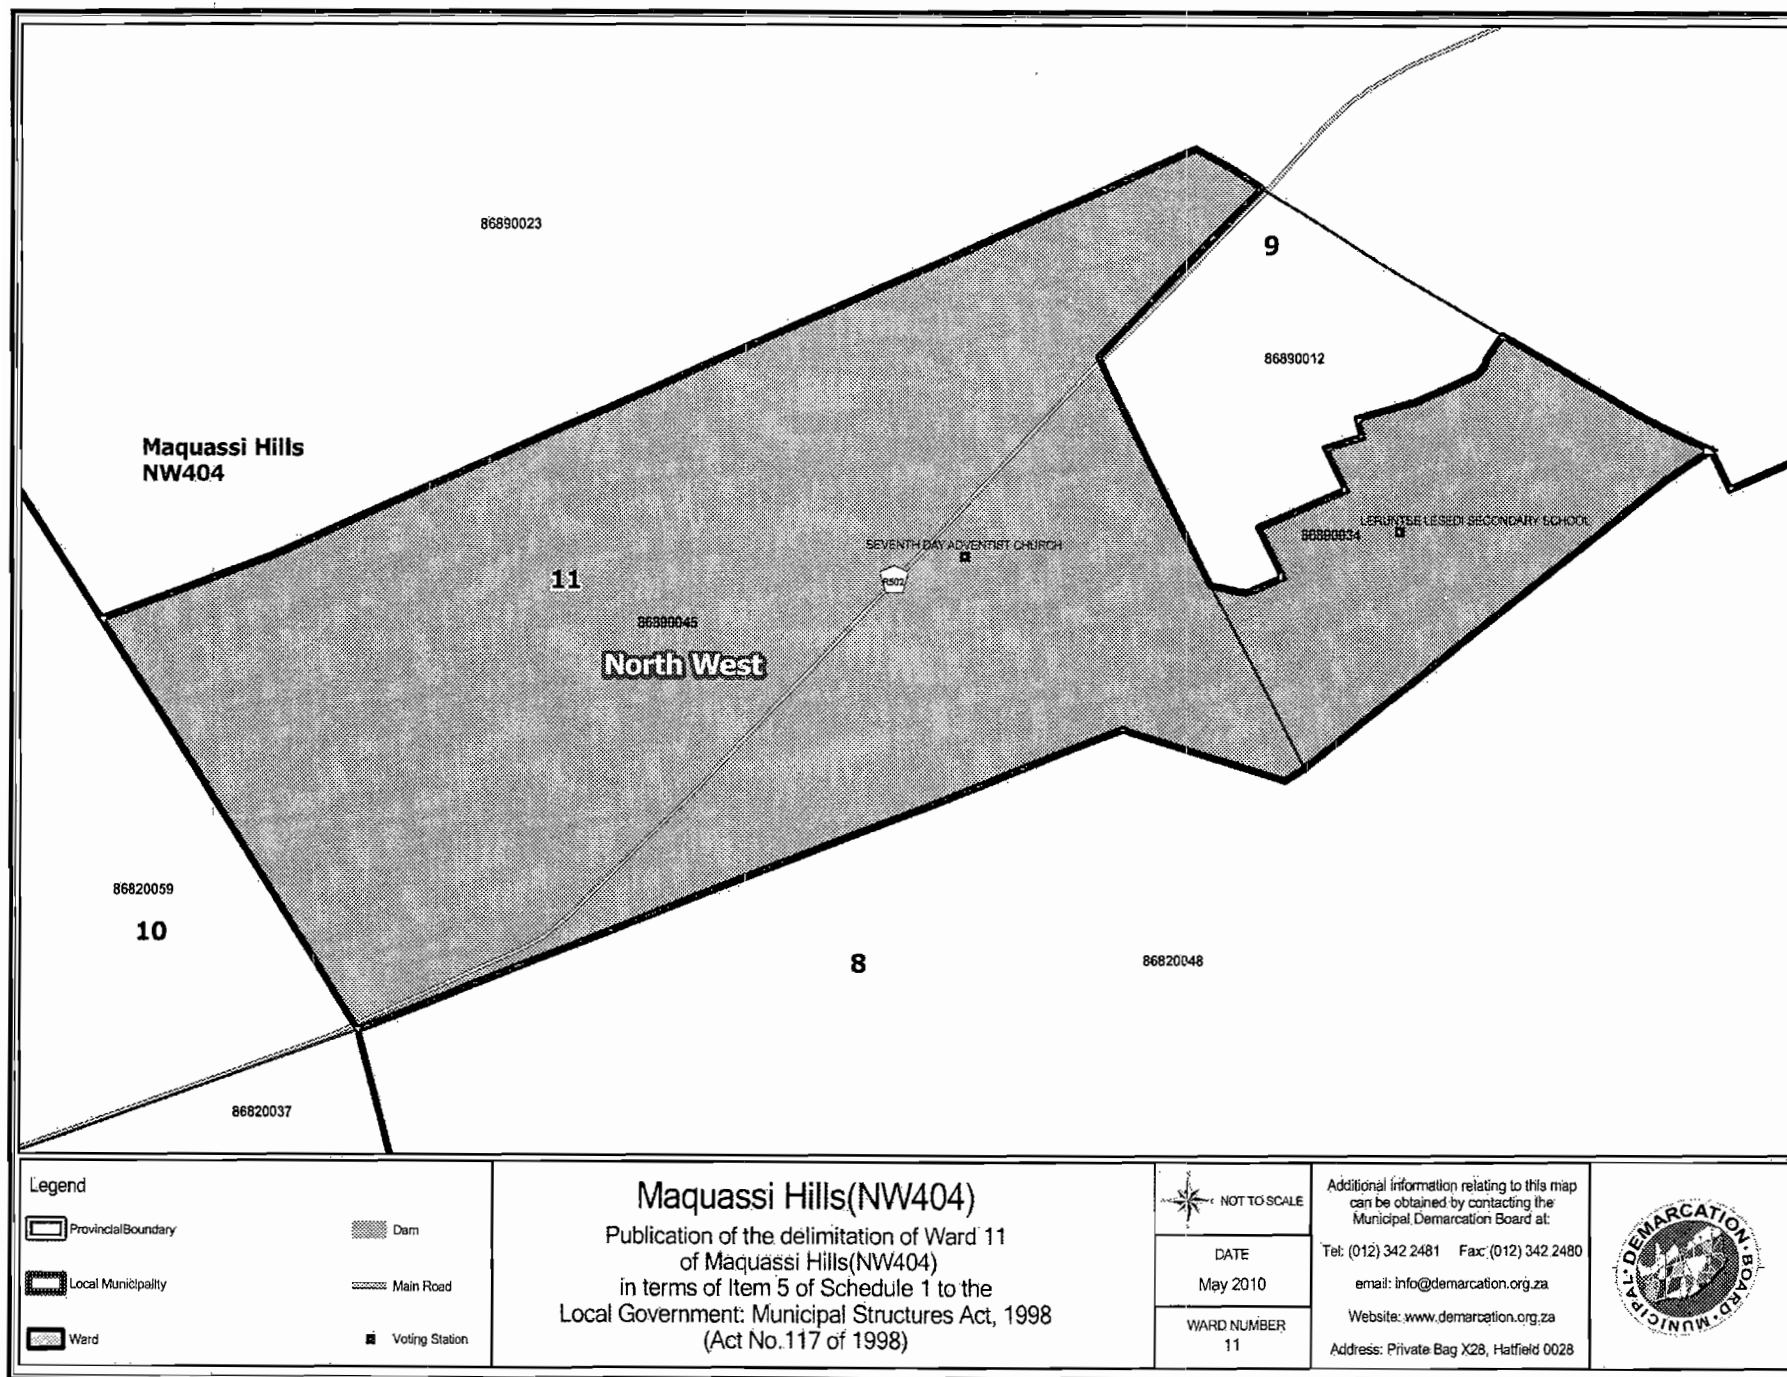 86890023
9
86890012
Maquassi Hills
NW404
LERUNTSE LESEDI SECONDARY SCHOOL
86890034
SEVENTH DAY ADVENTIST CHURCH
R502
11
86890045
North West
86820059
10
8
86820048
86820037
Legend
ProvincialBoundary
Dam
Local Municipality
Main Road
Ward
Voting Station
Maquassi Hills(NW404)
Publication of the delimitation of Ward 11
of Maquassi Hills(NW404)
in terms of Item 5 of Schedule 1 to the
Local Government: Municipal Structures Act, 1998
(Act No.117 of 1998)
NOT TO SCALE
DATE
May 2010
WARD NUMBER
11
Additional information relating to this map
can be obtained by contacting the
Municipal Demarcation Board at:
Tel: (012) 342 2481 Fax: (012) 342 2480
email: info@demarcation.org.za
Website: www.demarcation.org.za
Address: Private Bag X28, Hatfield 0028
MUNICIPAL • DEMARCATION • BOARD •